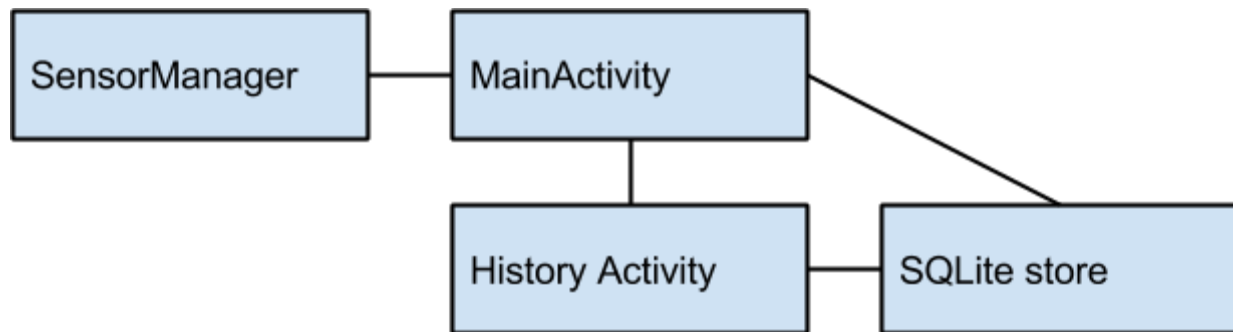 SensorManager
MainActivity
History Activity
SQLite store